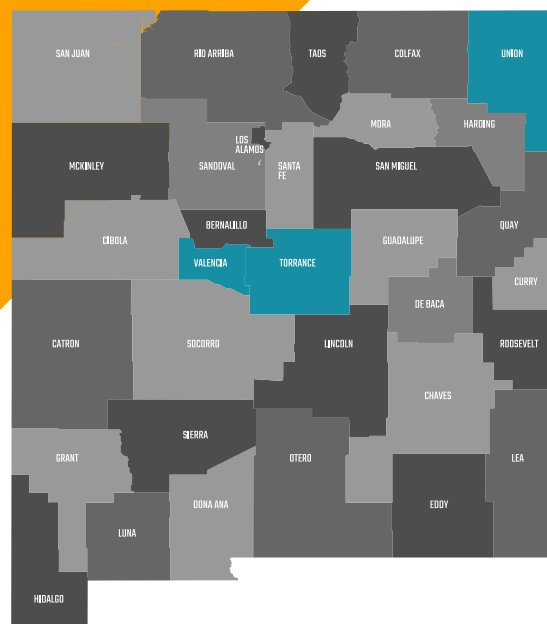 SAN JUAN
RIO ARRIBA
TAOS
COLFAX
UNION
MORA
HARDING
LOS
ALAMOS
MCKINLEY
SANDOVAL
SANTA
FE
SAN MIGUEL
BERNALILLO
QUAY
CIBOLA
GUADALUPE
VALENCIA
TORRANCE
CURRY
DE BACA
CATRON
SOCORRO
LINCOLN
ROOSEVELT
CHAVES
SIERRA
GRANT
OTERO
LEA
DONA ANA
EDDY
LUNA
HIDALGO